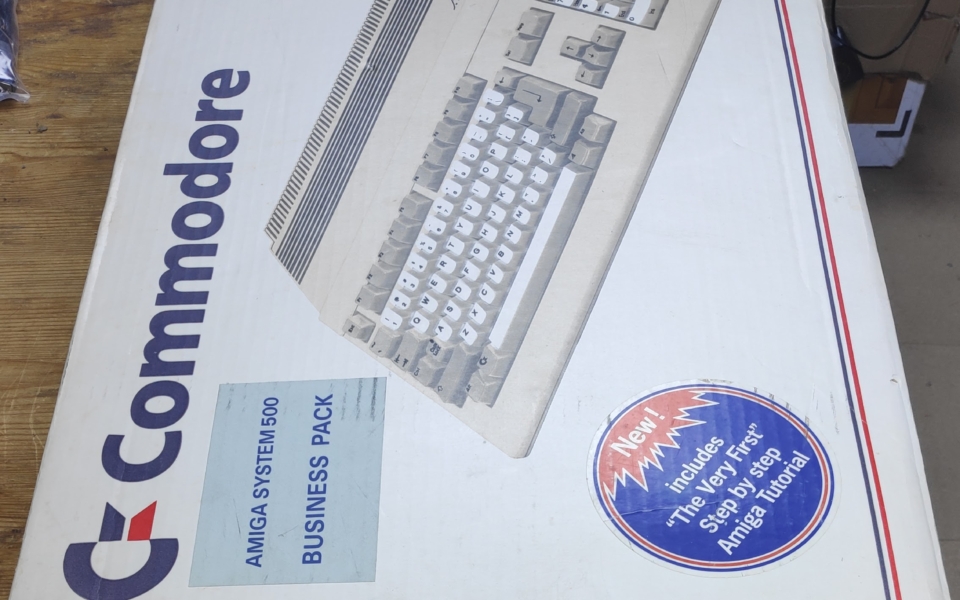 Commodore
AMIGA SYSTEM 500
BUSINESS PACK
New!
includes
"The Very First"
Step by step
Amiga Tutorial